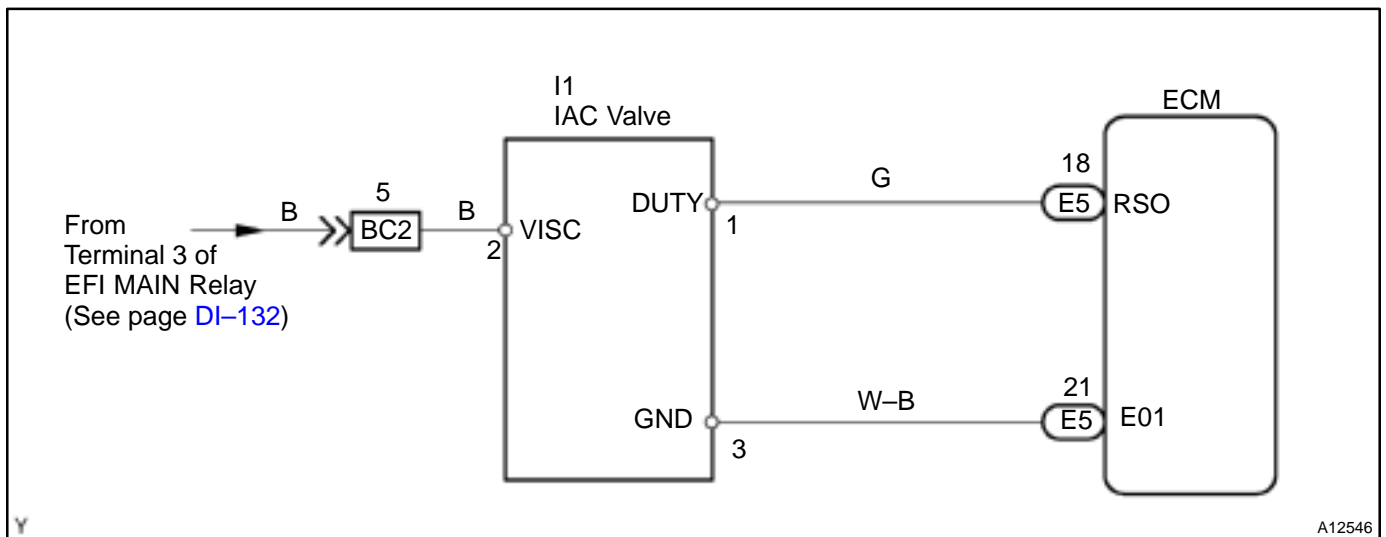 I1
IAC Valve
ECM
From
Terminal 3 of
EFI MAIN Relay
(See page DI–132)
B
5
BC2
B
2
VISC
DUTY
1
G
18
E5
RSO
GND
3
W–B
21
E5
E01
Y
A12546